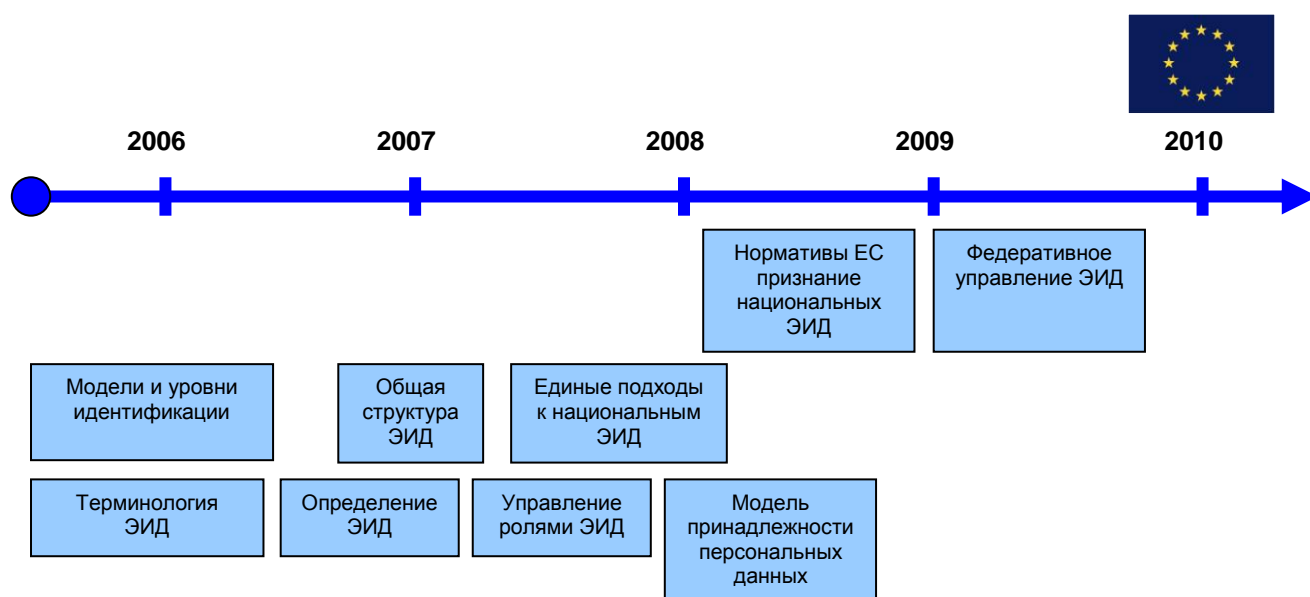 2006
2007
2008
2009
2010
Нормативы ЕС
признание
национальных
ЭИД
Федеративное
управление ЭИД
Модели и уровни
идентификации
Общая
структура
ЭИД
Единые подходы
к национальным
ЭИД
Терминология
ЭИД
Определение
ЭИД
Управление
ролями ЭИД
Модель
принадлежности
персональных
данных